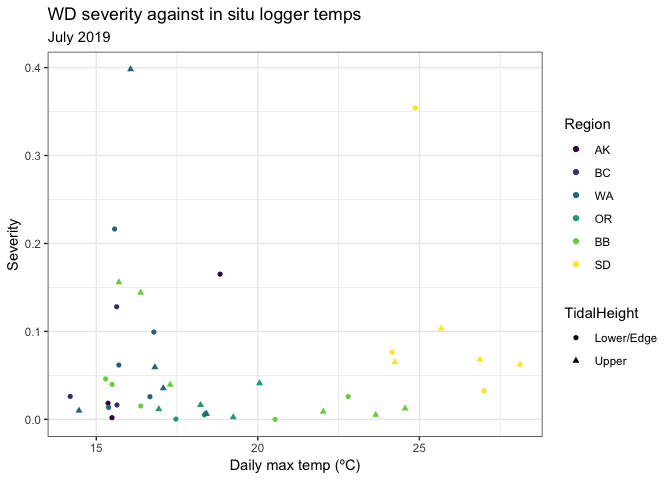 WD severity against in situ logger temps
July 2019
0.4
0.3
0.2
0.1
0.0
Severity
15
20
25
Daily max temp (ºC)
Region
AK
BC
WA
OR
BB
SD
TidalHeight
Lower/Edge
Upper